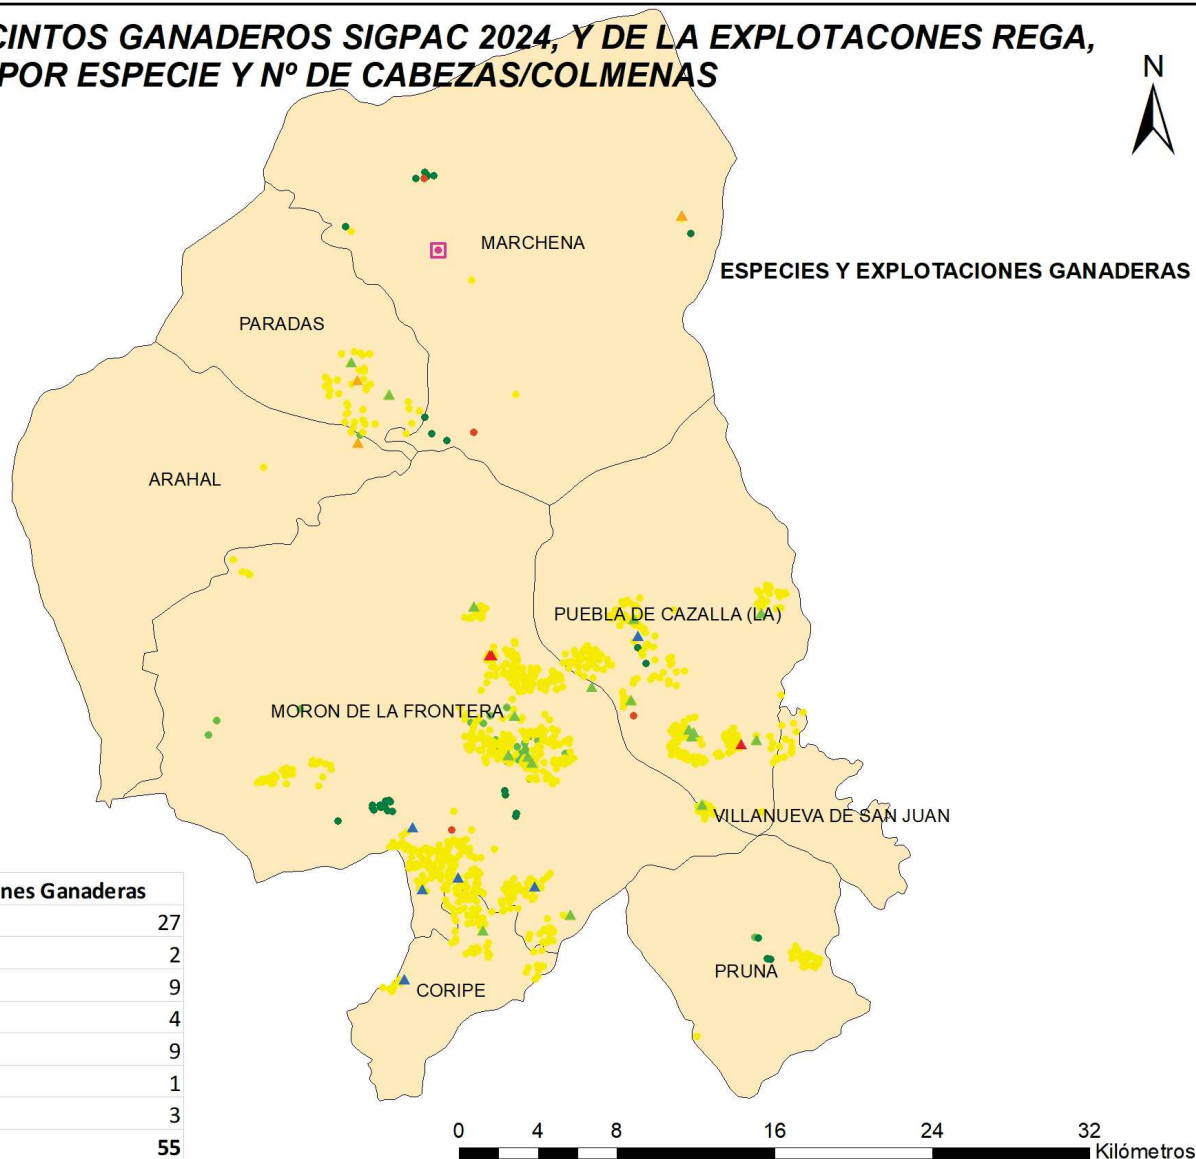 CINTOS GANADEROS SIGPAC 2024, Y DE LA EXPLOTACONES REGA,
POR ESPECIE Y Nº DE CABEZAS/COLMENAS
N
MARCHENA
ESPECIES Y EXPLOTACIONES GANADERAS
PARADAS
ARAHAL
PUEBLA DE CAZALLA (LA)
MORON DE LA FRONTERA
VILLANUEVA DE SAN JUAN
nes Ganaderas
27
2
9
4
9
1
3
55
PRUNA
CORIPE
0 4 8 16 24 32
Kilómetros